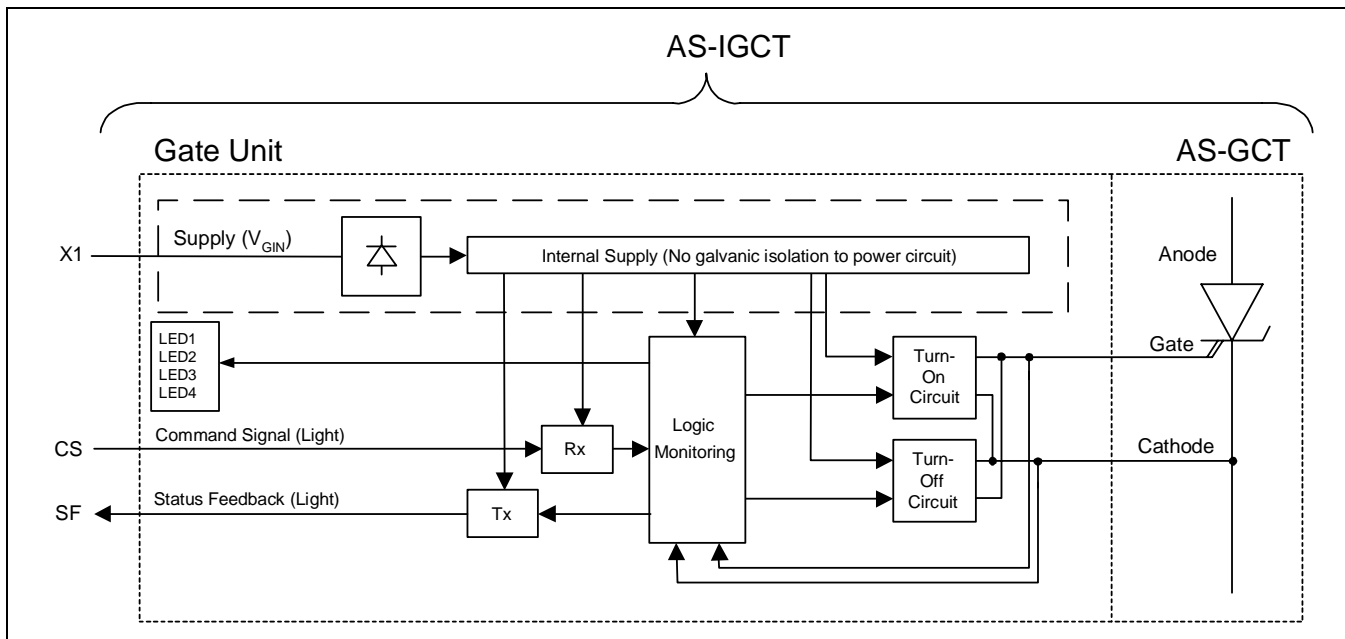 AS-IGCT
Gate Unit
AS-GCT
X1
Supply (VGIN)
Internal Supply (No galvanic isolation to power circuit)
Anode
LED1
LED2
LED3
LED4
Turn-
On
Circuit
Gate
Logic
Monitoring
CS
Command Signal (Light)
Rx
Turn-
Off
Circuit
Cathode
SF
Status Feedback (Light)
Tx